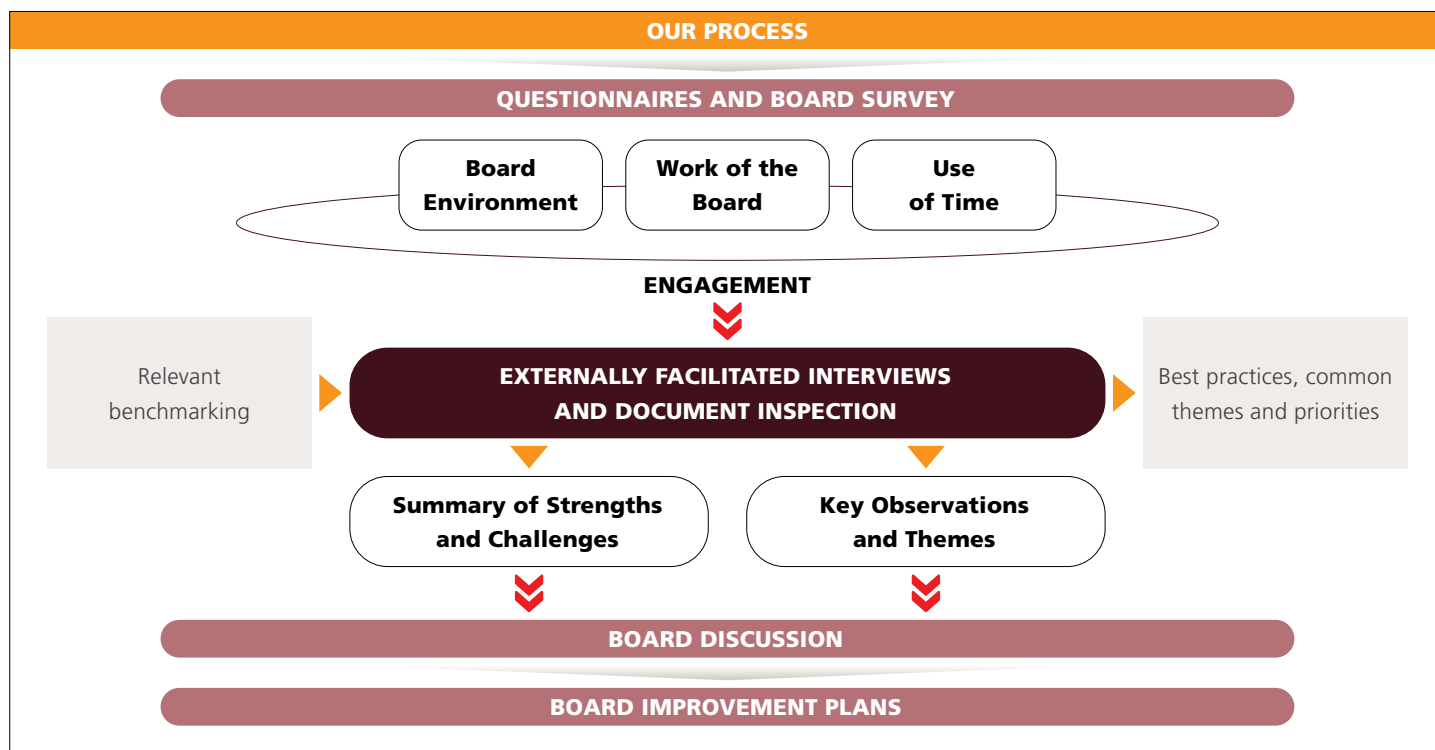 OUR PROCESS
QUESTIONNAIRES AND BOARD SURVEY
Board
Environment
Work of the
Board
Use
of Time
ENGAGEMENT
Relevant
benchmarking
EXTERNALLY FACILITATED INTERVIEWS
AND DOCUMENT INSPECTION
Best practices, common
themes and priorities
Summary of Strengths
and Challenges
Key Observations
and Themes
BOARD DISCUSSION
BOARD IMPROVEMENT PLANS